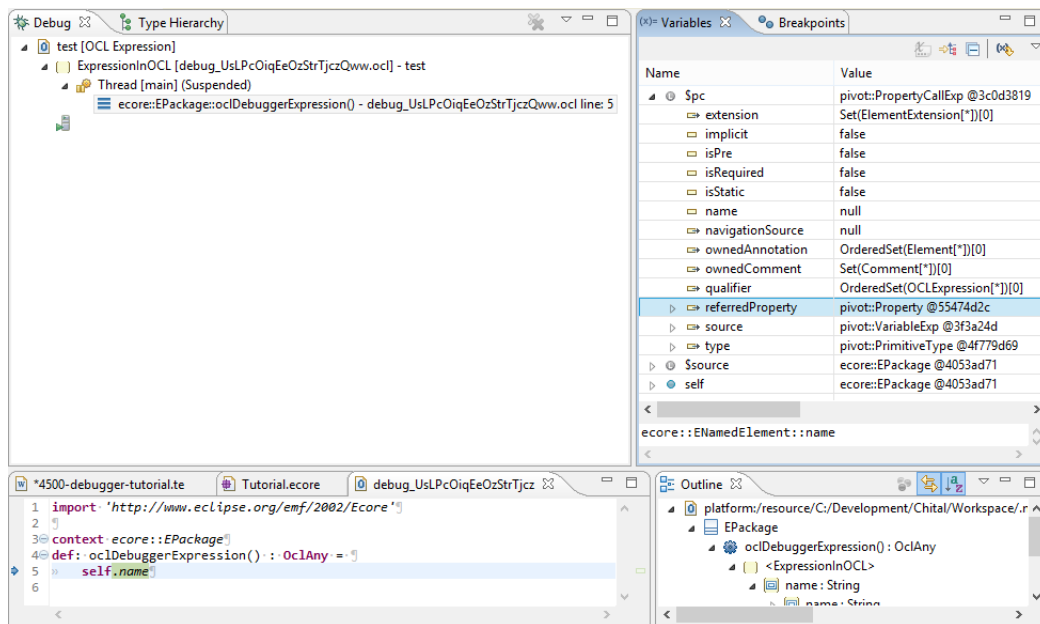 Debug
Type Hierarchy
test [OCL Expression]
ExpressionInOCL [debug_UsLPcOiqEeOzStrTjczQww.ocl] - test
Thread [main] (Suspended)
ecore::EPackage::oclDebuggerExpression() - debug_UsLPcOiqEeOzStrTjczQww.ocl line: 5
(x)= Variables
Breakpoints
Name Value
$pc pivot::PropertyCallExp @3c0d3819
extension Set(ElementExtension[*])[0]
implicit false
isPre false
isRequired false
isStatic false
name null
navigationSource null
ownedAnnotation OrderedSet(Element[*])[0]
ownedComment Set(Comment[*])[0]
qualifier OrderedSet(OCLExpression[*])[0]
referredProperty pivot::Property @55474d2c
source pivot::VariableExp @3f3a24d
type pivot::PrimitiveType @4f779d69
$source ecore::EPackage @4053ad71
self ecore::EPackage @4053ad71
ecore::ENamedElement::name
*4500-debugger-tutorial.te
Tutorial.ecore
debug_UsLPcOiqEeOzStrTjcz
1 import 'http://www.eclipse.org/emf/2002/Ecore'¶
2 ¶
3 context ecore::EPackage¶
4 def: oclDebuggerExpression() : OclAny = ¶
5 » self.name¶
6
Outline
platform:/resource/C:/Development/Chital/Workspace/.r
EPackage
oclDebuggerExpression() : OclAny
<ExpressionInOCL>
name : String
name : String